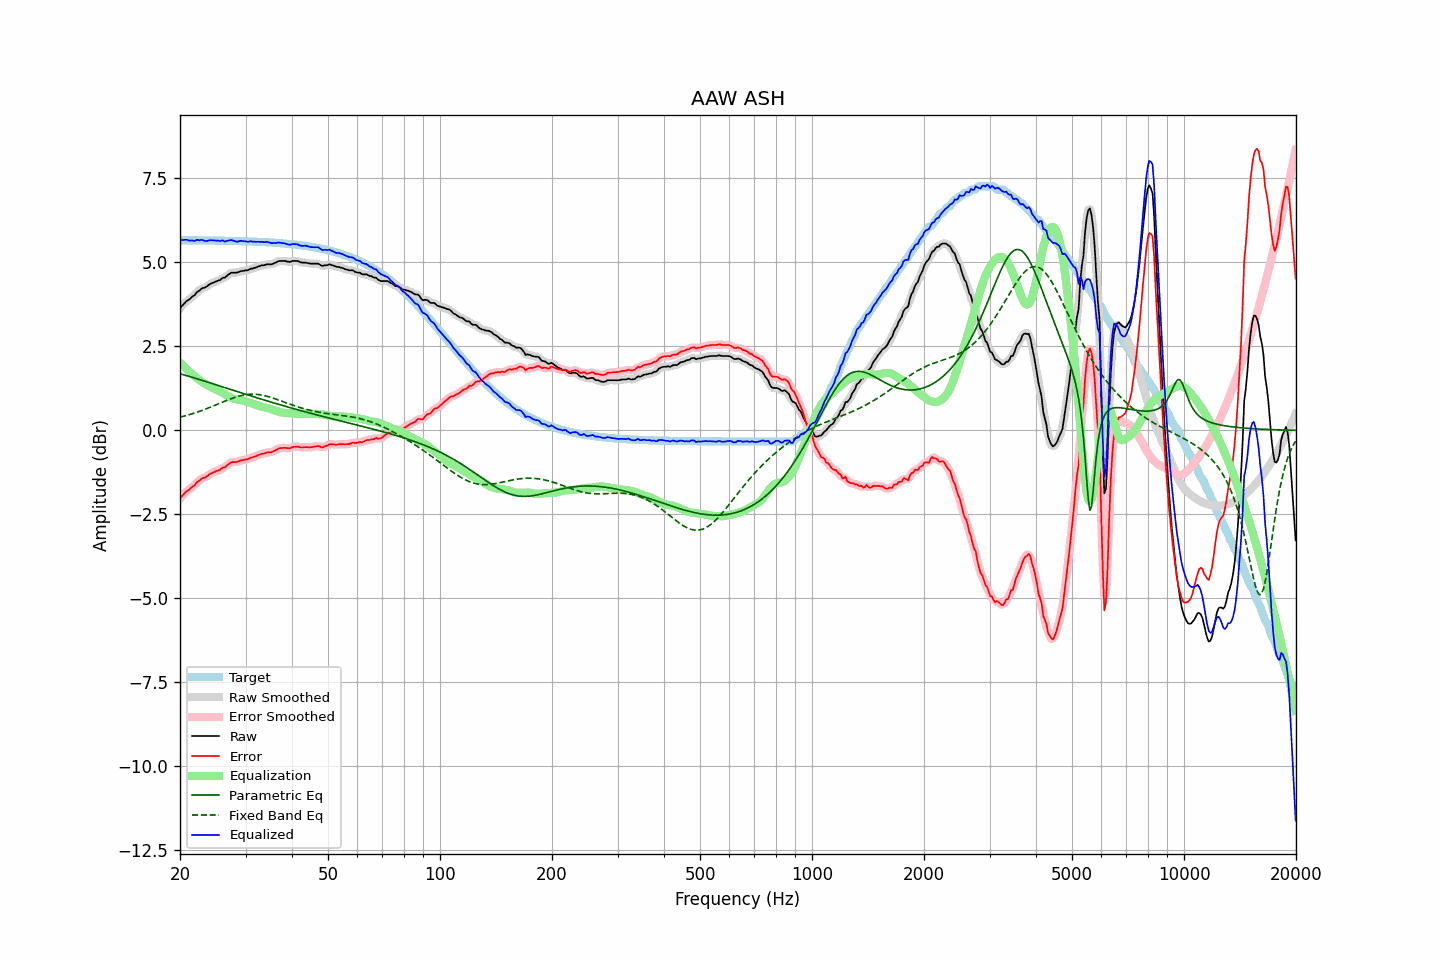 AAW ASH
Amplitude (dBr)
7.5
5.0
2.5
0.0
−2.5
−5.0
−7.5
−10.0
−12.5
Target
Raw Smoothed
Error Smoothed
Raw
Error
Equalization
Parametric Eq
Fixed Band Eq
Equalized
20 50 100 200 500 1000 2000 5000 10000 20000
Frequency (Hz)